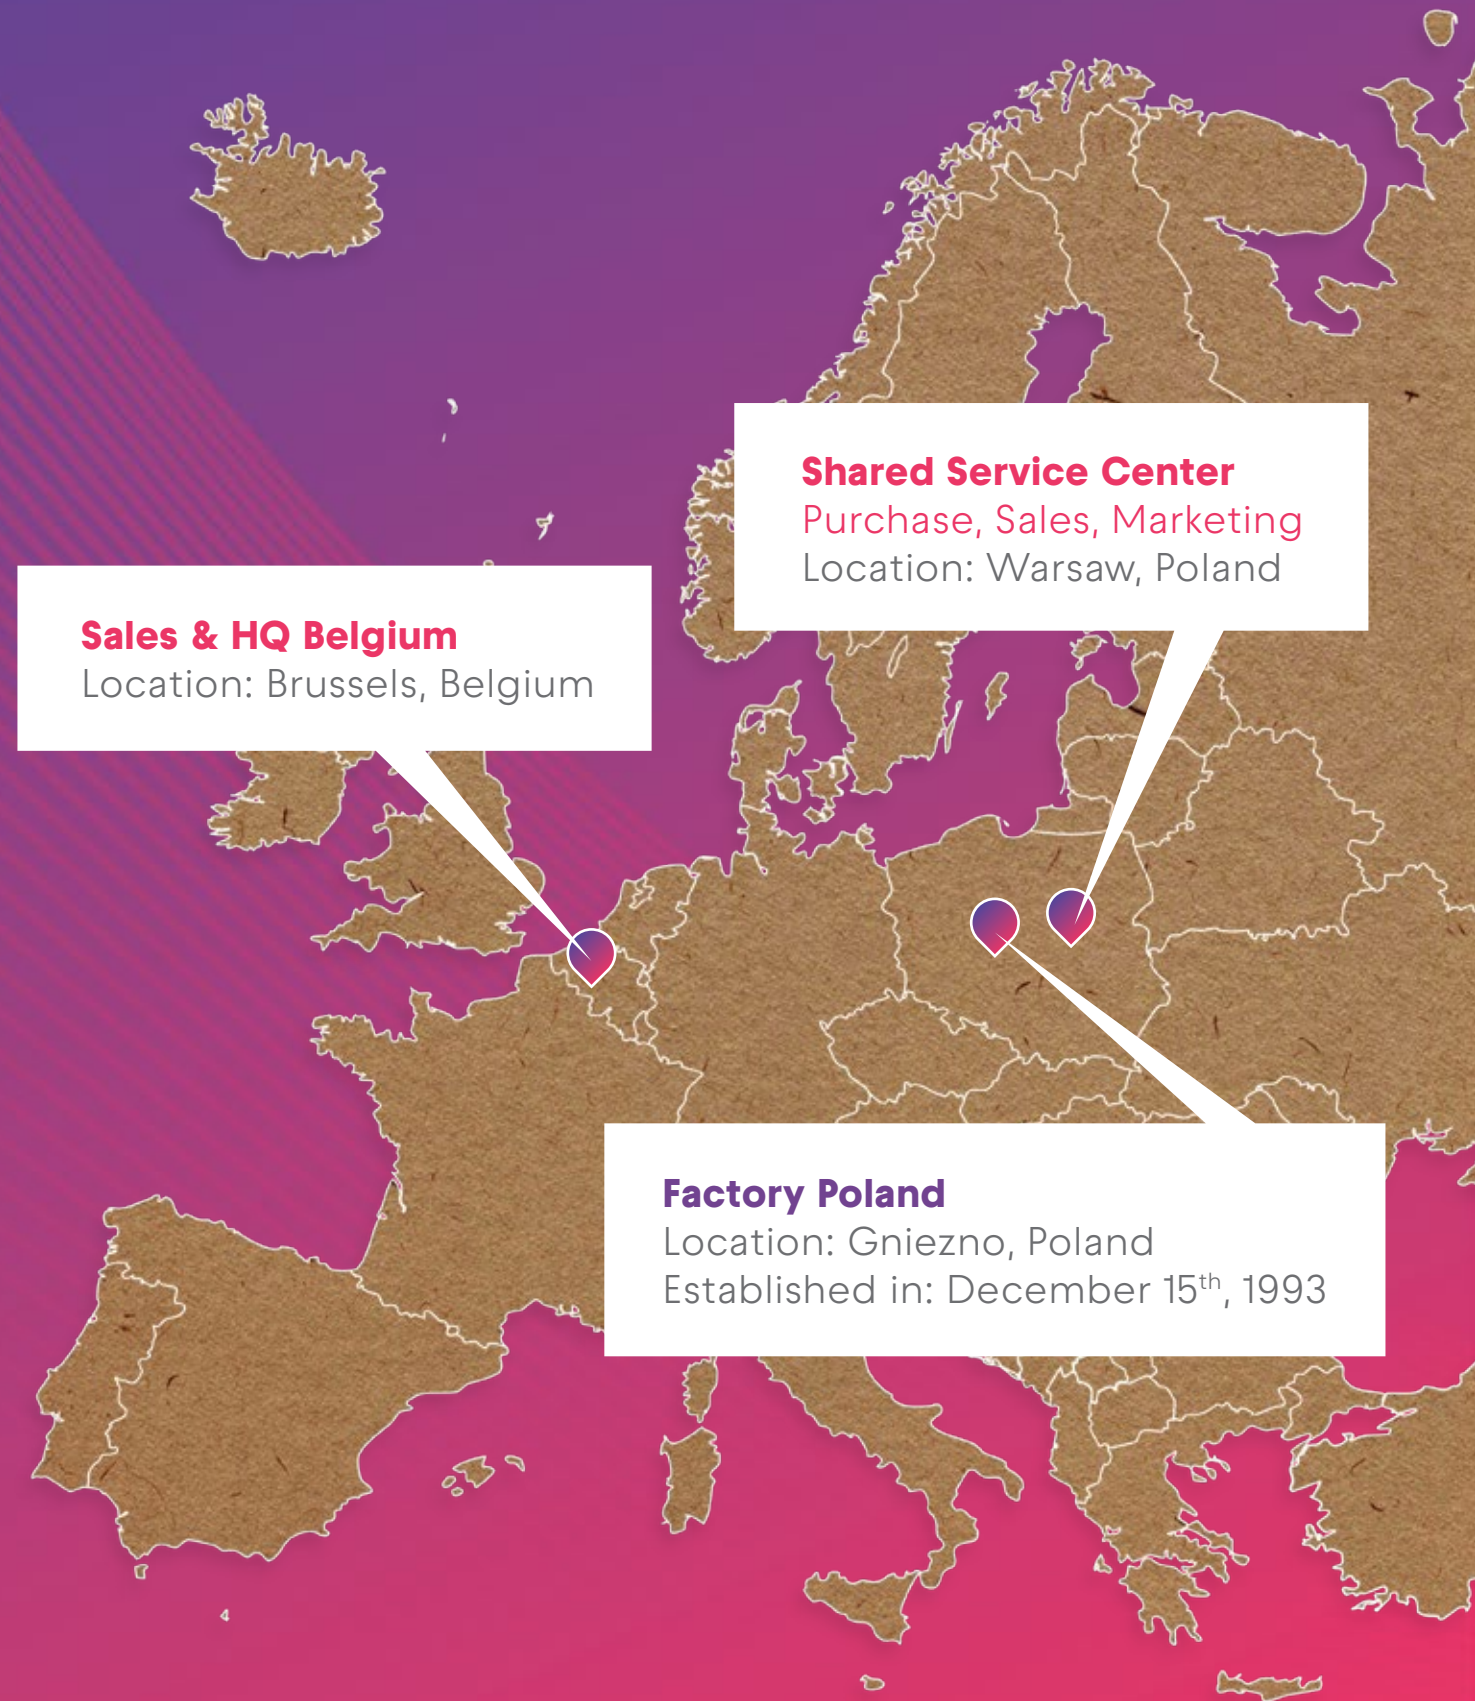 Shared Service Center
Purchase, Sales, Marketing
Location: Warsaw, Poland
Sales & HQ Belgium
Location: Brussels, Belgium
Factory Poland
Location: Gniezno, Poland
Established in: December 15th, 1993